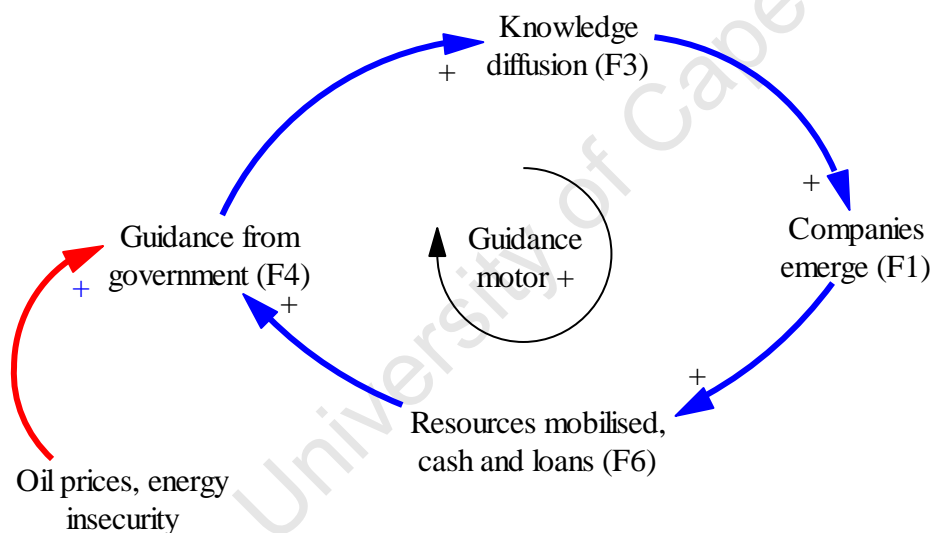 Knowledge
diffusion (F3)
+
+
Guidance from
government (F4)
+
+
Guidance
motor +
Companies
emerge (F1)
+
Resources mobilised,
cash and loans (F6)
Oil prices, energy
insecurity
University of Cape